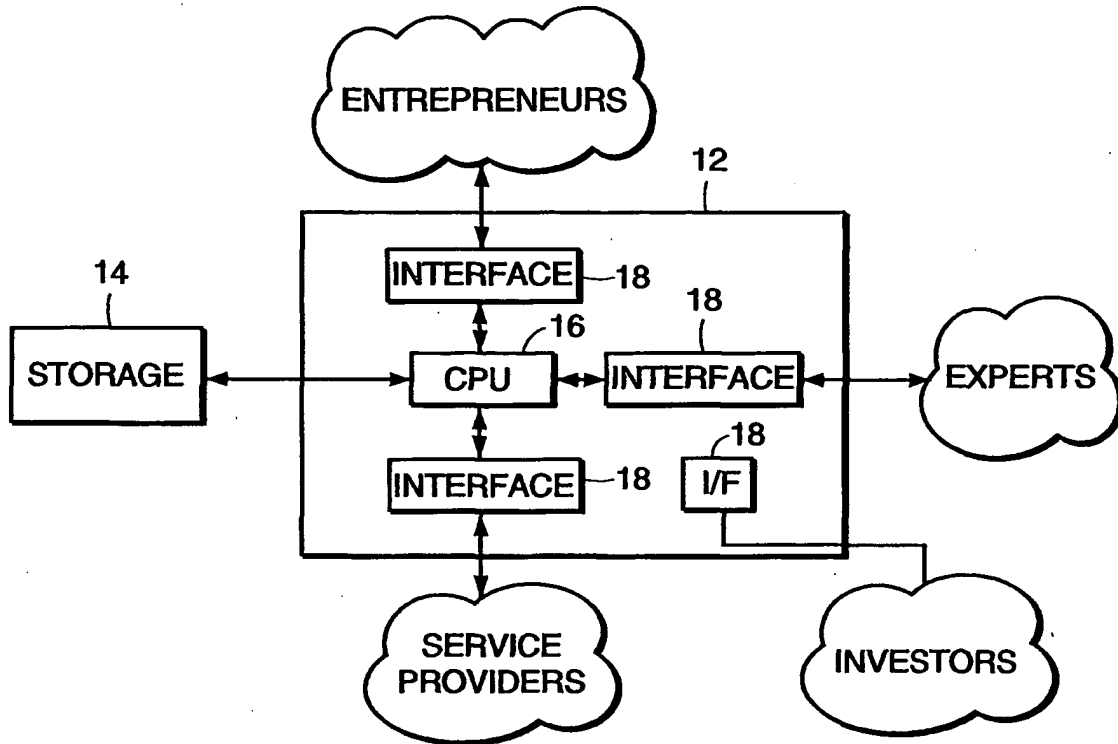 ENTREPRENEURS
12
INTERFACE
18
14
STORAGE
16
CPU
18
INTERFACE
EXPERTS
INTERFACE
18
18
I/F
SERVICE
PROVIDERS
INVESTORS